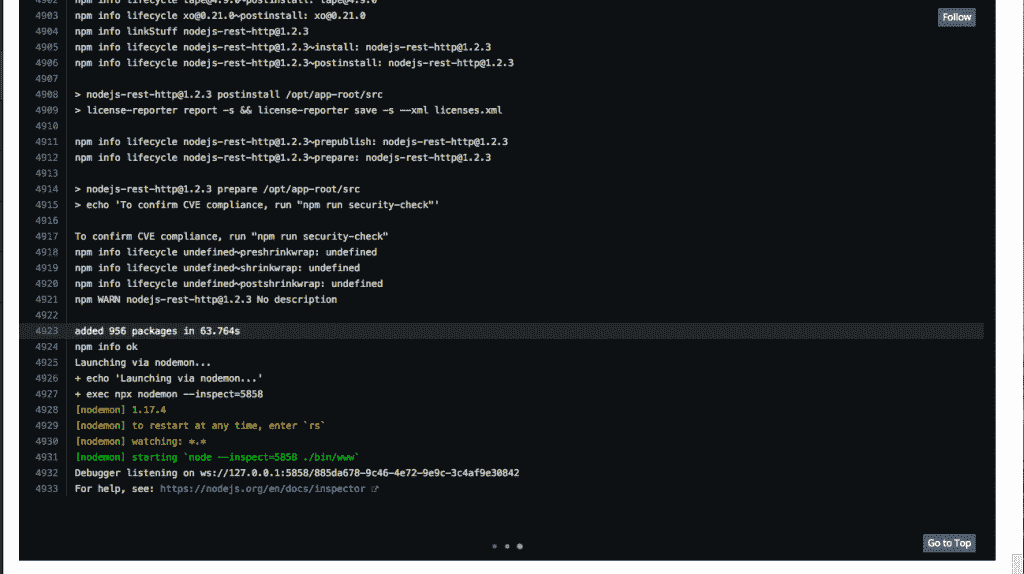 4902 npm info lifecycle tape@4.9.0~postinstall: tape@4.9.0
4903 npm info lifecycle xo@0.21.0~postinstall: xo@0.21.0
Follow
4904 npm info linkStuff nodejs-rest-http@1.2.3
4905 npm info lifecycle nodejs-rest-http@1.2.3~install: nodejs-rest-http@1.2.3
4906 npm info lifecycle nodejs-rest-http@1.2.3~postinstall: nodejs-rest-http@1.2.3
4907
4908 > nodejs-rest-http@1.2.3 postinstall /opt/app-root/src
4909 > license-reporter report -s && license-reporter save -s --xml licenses.xml
4910
4911 npm info lifecycle nodejs-rest-http@1.2.3~prepublish: nodejs-rest-http@1.2.3
4912 npm info lifecycle nodejs-rest-http@1.2.3~prepare: nodejs-rest-http@1.2.3
4913
4914 > nodejs-rest-http@1.2.3 prepare /opt/app-root/src
4915 > echo 'To confirm CVE compliance, run "npm run security-check"'
4916
4917 To confirm CVE compliance, run "npm run security-check"
4918 npm info lifecycle undefined~preshrinkwrap: undefined
4919 npm info lifecycle undefined~shrinkwrap: undefined
4920 npm info lifecycle undefined~postshrinkwrap: undefined
4921 npm WARN nodejs-rest-http@1.2.3 No description
4922
4923 added 956 packages in 63.764s
4924 npm info ok
4925 Launching via nodemon...
4926 + echo 'Launching via nodemon...'
4927 + exec npx nodemon --inspect=5858
4928 [nodemon] 1.17.4
4929 [nodemon] to restart at any time, enter `rs`
4930 [nodemon] watching: *.*
4931 [nodemon] starting `node --inspect=5858 ./bin/www`
4932 Debugger listening on ws://127.0.0.1:5858/885da678-9c46-4e72-9e9c-3c4af9e30842
4933 For help, see: https://nodejs.org/en/docs/inspector
Go to Top